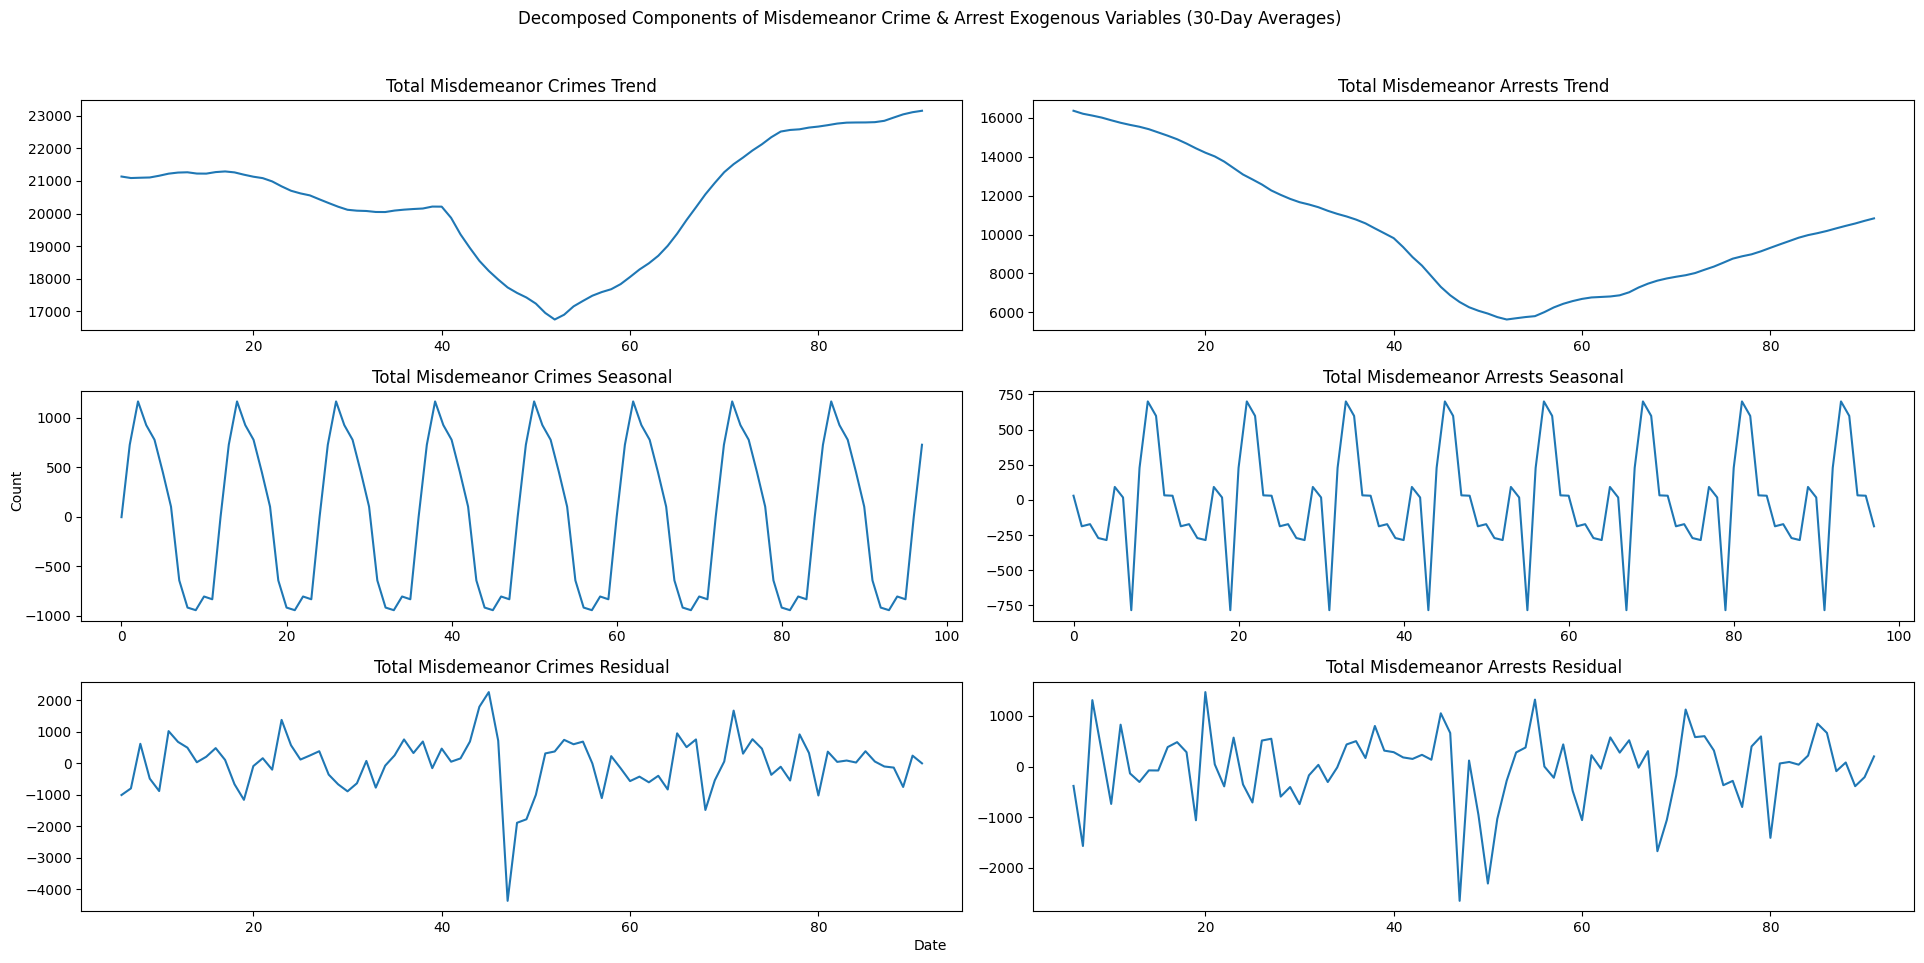 Decomposed Components of Misdemeanor Crime & Arrest Exogenous Variables (30-Day Averages)
Total Misdemeanor Crimes Trend
23000
22000
21000
20000
19000
18000
17000
20 40 60 80
Total Misdemeanor Arrests Trend
16000
14000
12000
10000
8000
6000
20 40 60 80
Total Misdemeanor Crimes Seasonal
Count
1000
500
0
−500
−1000
0 20 40 60 80 100
Total Misdemeanor Arrests Seasonal
750
500
250
0
−250
−500
−750
0 20 40 60 80 100
Total Misdemeanor Crimes Residual
2000
1000
0
−1000
−2000
−3000
−4000
20 40 60 80
Total Misdemeanor Arrests Residual
1000
0
−1000
−2000
20 40 60 80
Date